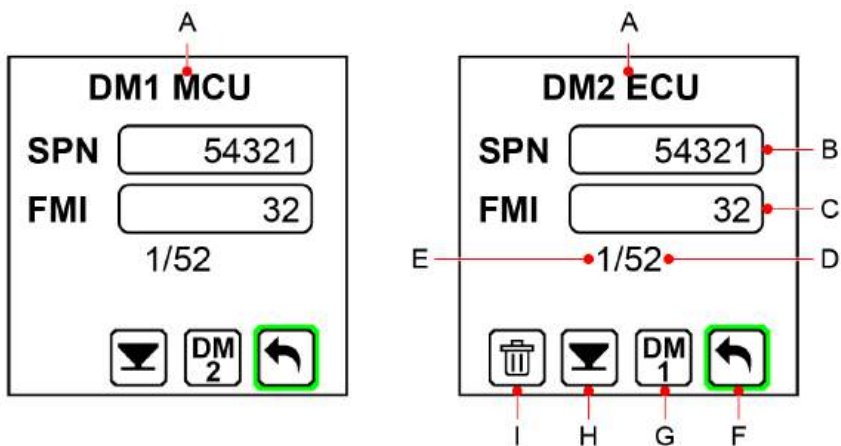 A
DM1 MCU
SPN 54321
FMI 32
1/52
DM
2
A
DM2 ECU
SPN 54321 B
FMI 32 C
E 1/52 D
DM
1
I H G F